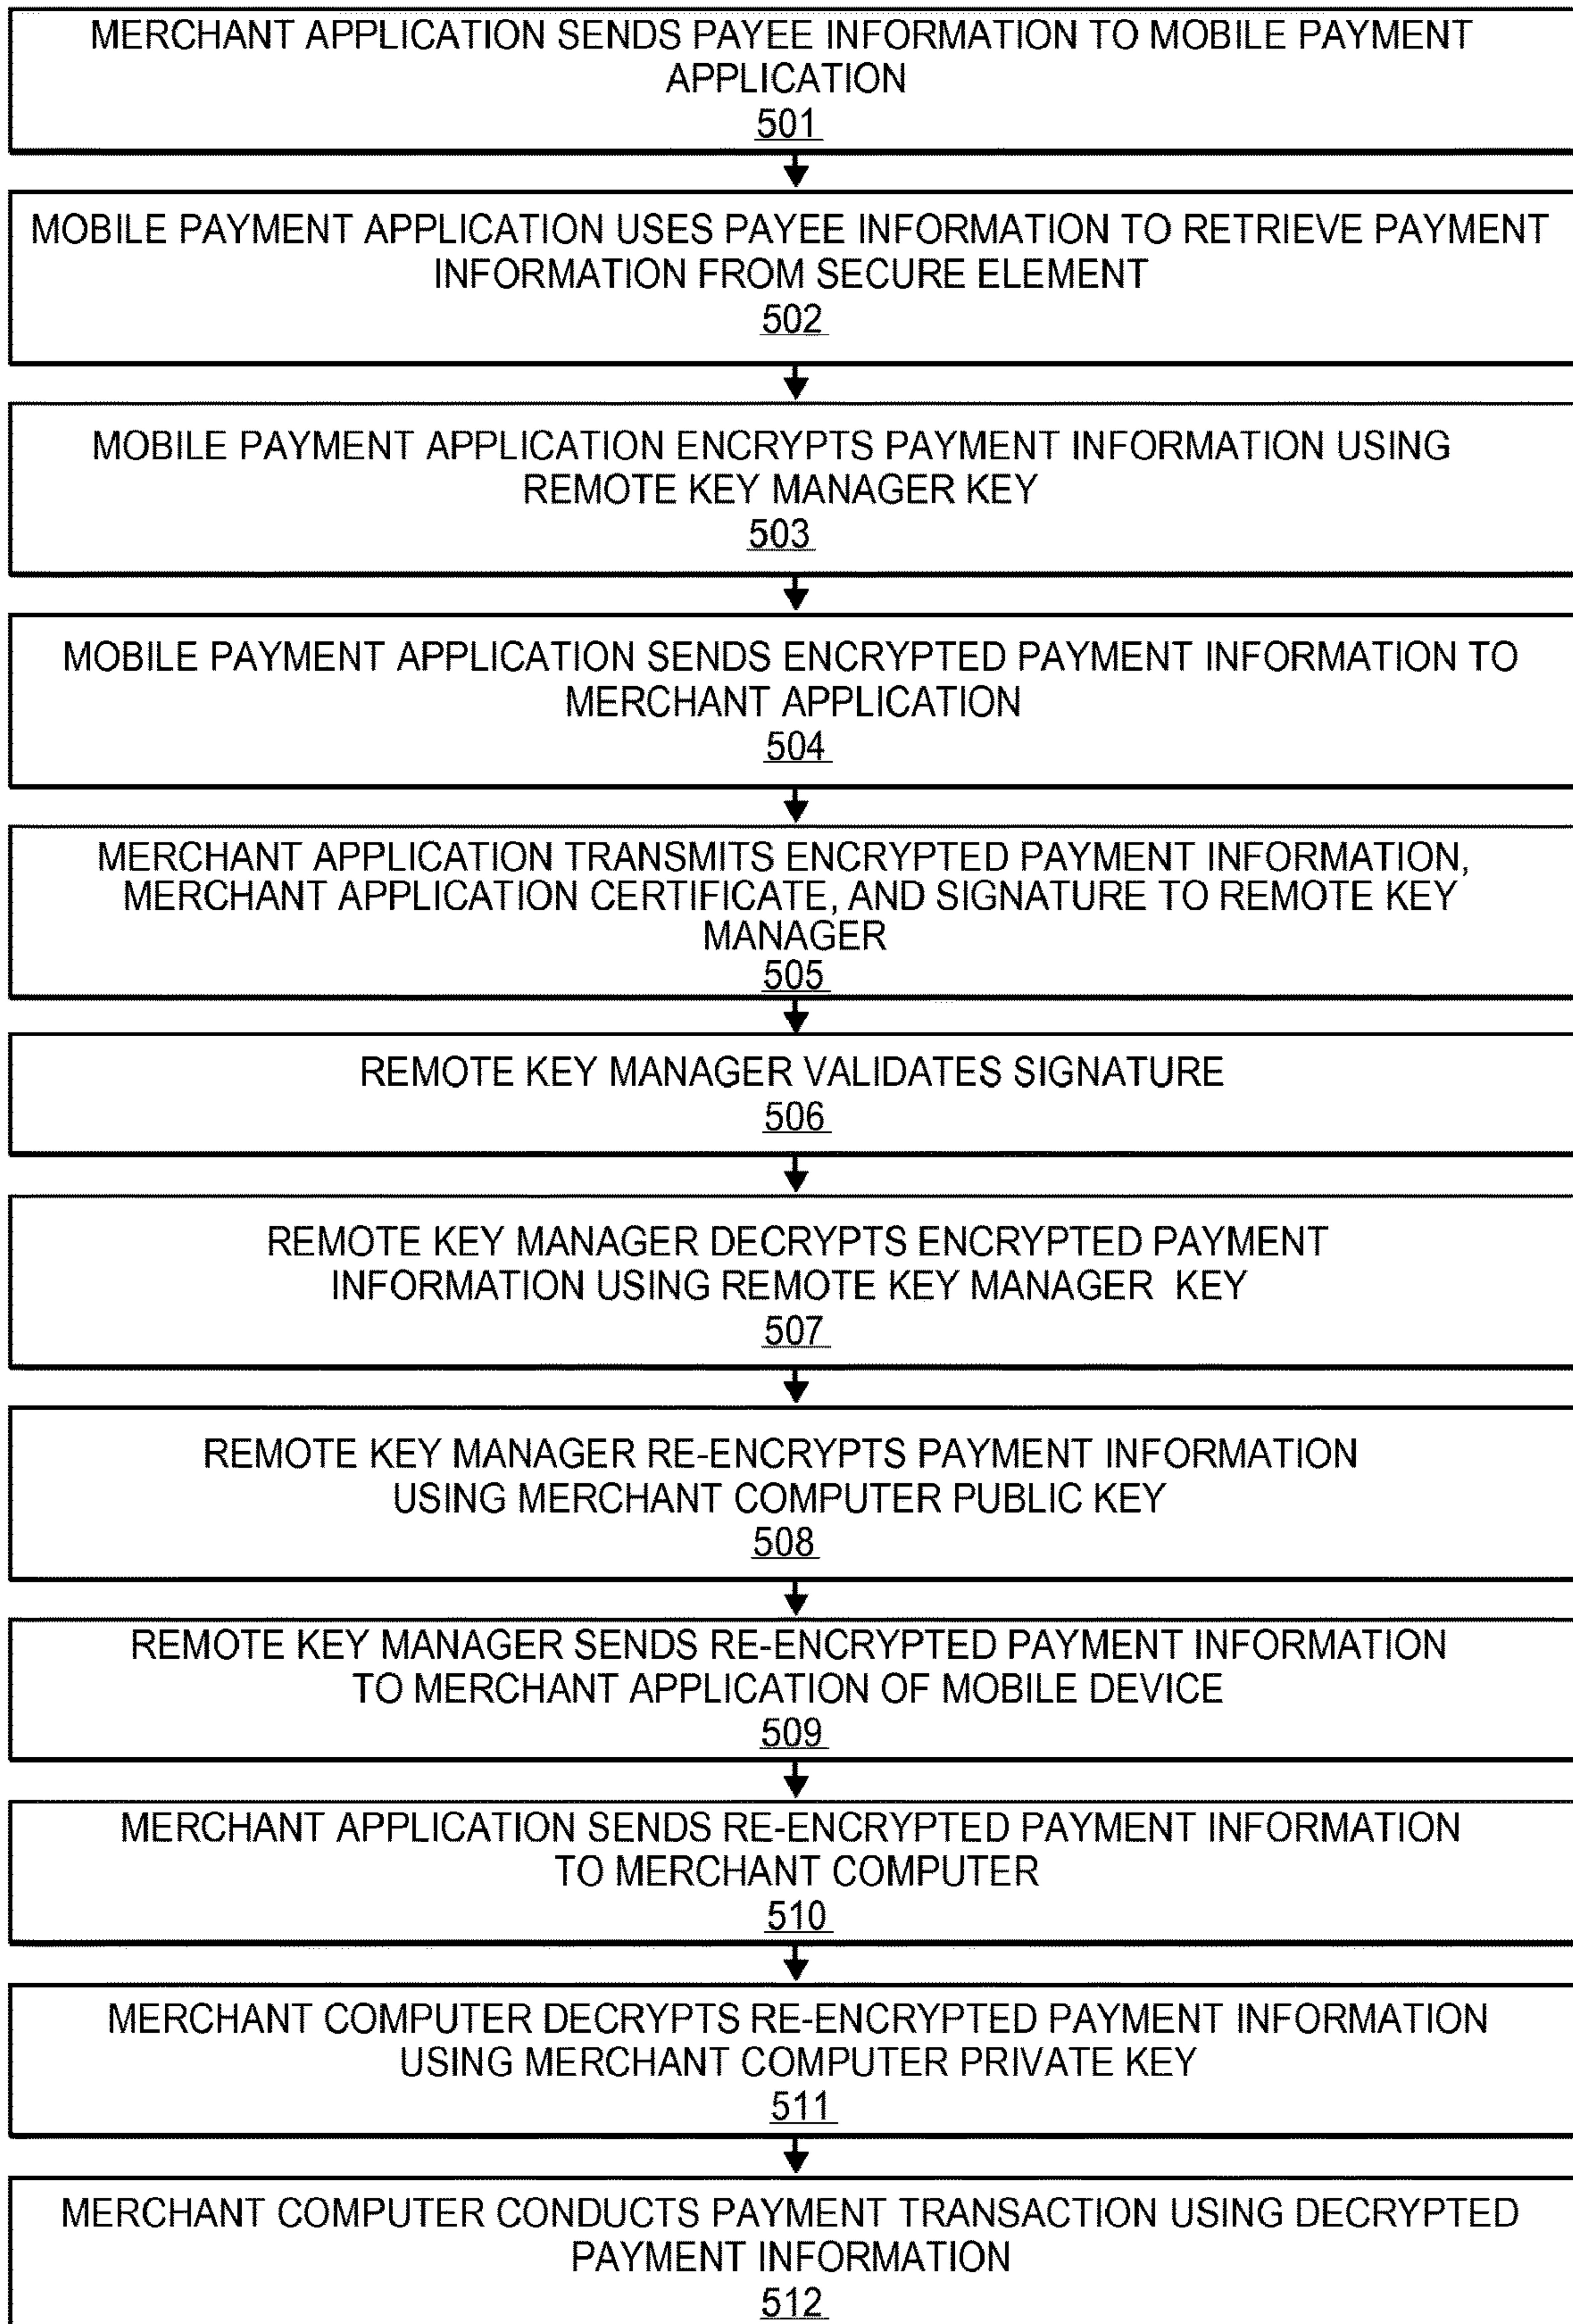 MERCHANT APPLICATION SENDS PAYEE INFORMATION TO MOBILE PAYMENT
APPLICATION
501
MOBILE PAYMENT APPLICATION USES PAYEE INFORMATION TO RETRIEVE PAYMENT
INFORMATION FROM SECURE ELEMENT
502
MOBILE PAYMENT APPLICATION ENCRYPTS PAYMENT INFORMATION USING
REMOTE KEY MANAGER KEY
503
MOBILE PAYMENT APPLICATION SENDS ENCRYPTED PAYMENT INFORMATION TO
MERCHANT APPLICATION
504
MERCHANT APPLICATION TRANSMITS ENCRYPTED PAYMENT INFORMATION,
MERCHANT APPLICATION CERTIFICATE, AND SIGNATURE TO REMOTE KEY
MANAGER
505
REMOTE KEY MANAGER VALIDATES SIGNATURE
506
REMOTE KEY MANAGER DECRYPTS ENCRYPTED PAYMENT
INFORMATION USING REMOTE KEY MANAGER KEY
507
REMOTE KEY MANAGER RE-ENCRYPTS PAYMENT INFORMATION
USING MERCHANT COMPUTER PUBLIC KEY
508
REMOTE KEY MANAGER SENDS RE-ENCRYPTED PAYMENT INFORMATION
TO MERCHANT APPLICATION OF MOBILE DEVICE
509
MERCHANT APPLICATION SENDS RE-ENCRYPTED PAYMENT INFORMATION
TO MERCHANT COMPUTER
510
MERCHANT COMPUTER DECRYPTS RE-ENCRYPTED PAYMENT INFORMATION
USING MERCHANT COMPUTER PRIVATE KEY
511
MERCHANT COMPUTER CONDUCTS PAYMENT TRANSACTION USING DECRYPTED
PAYMENT INFORMATION
512